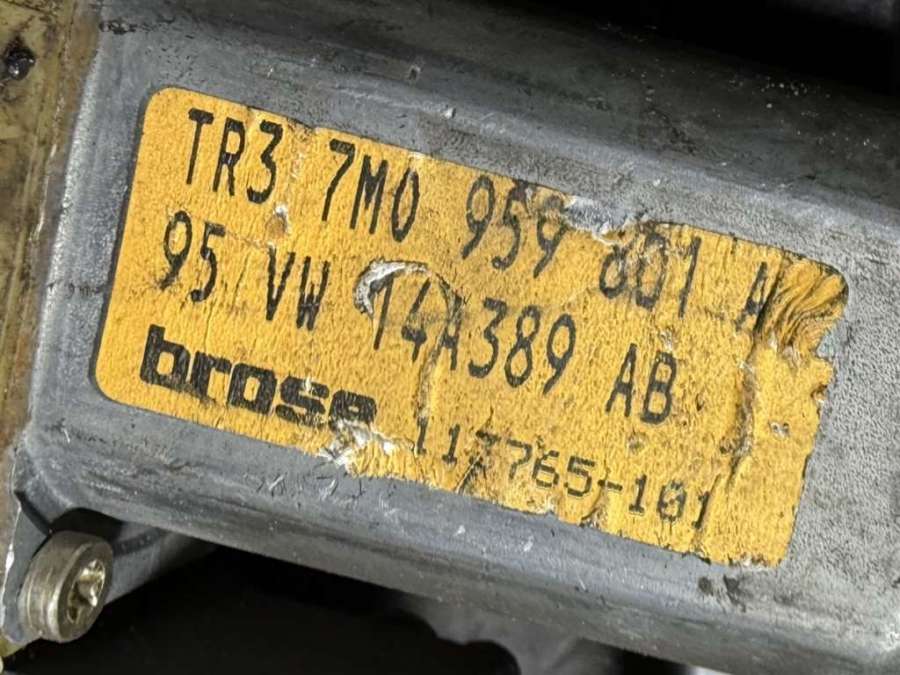 TR3 7M0 959 801 A
95 VW 14A389 AB
brose 117765-101